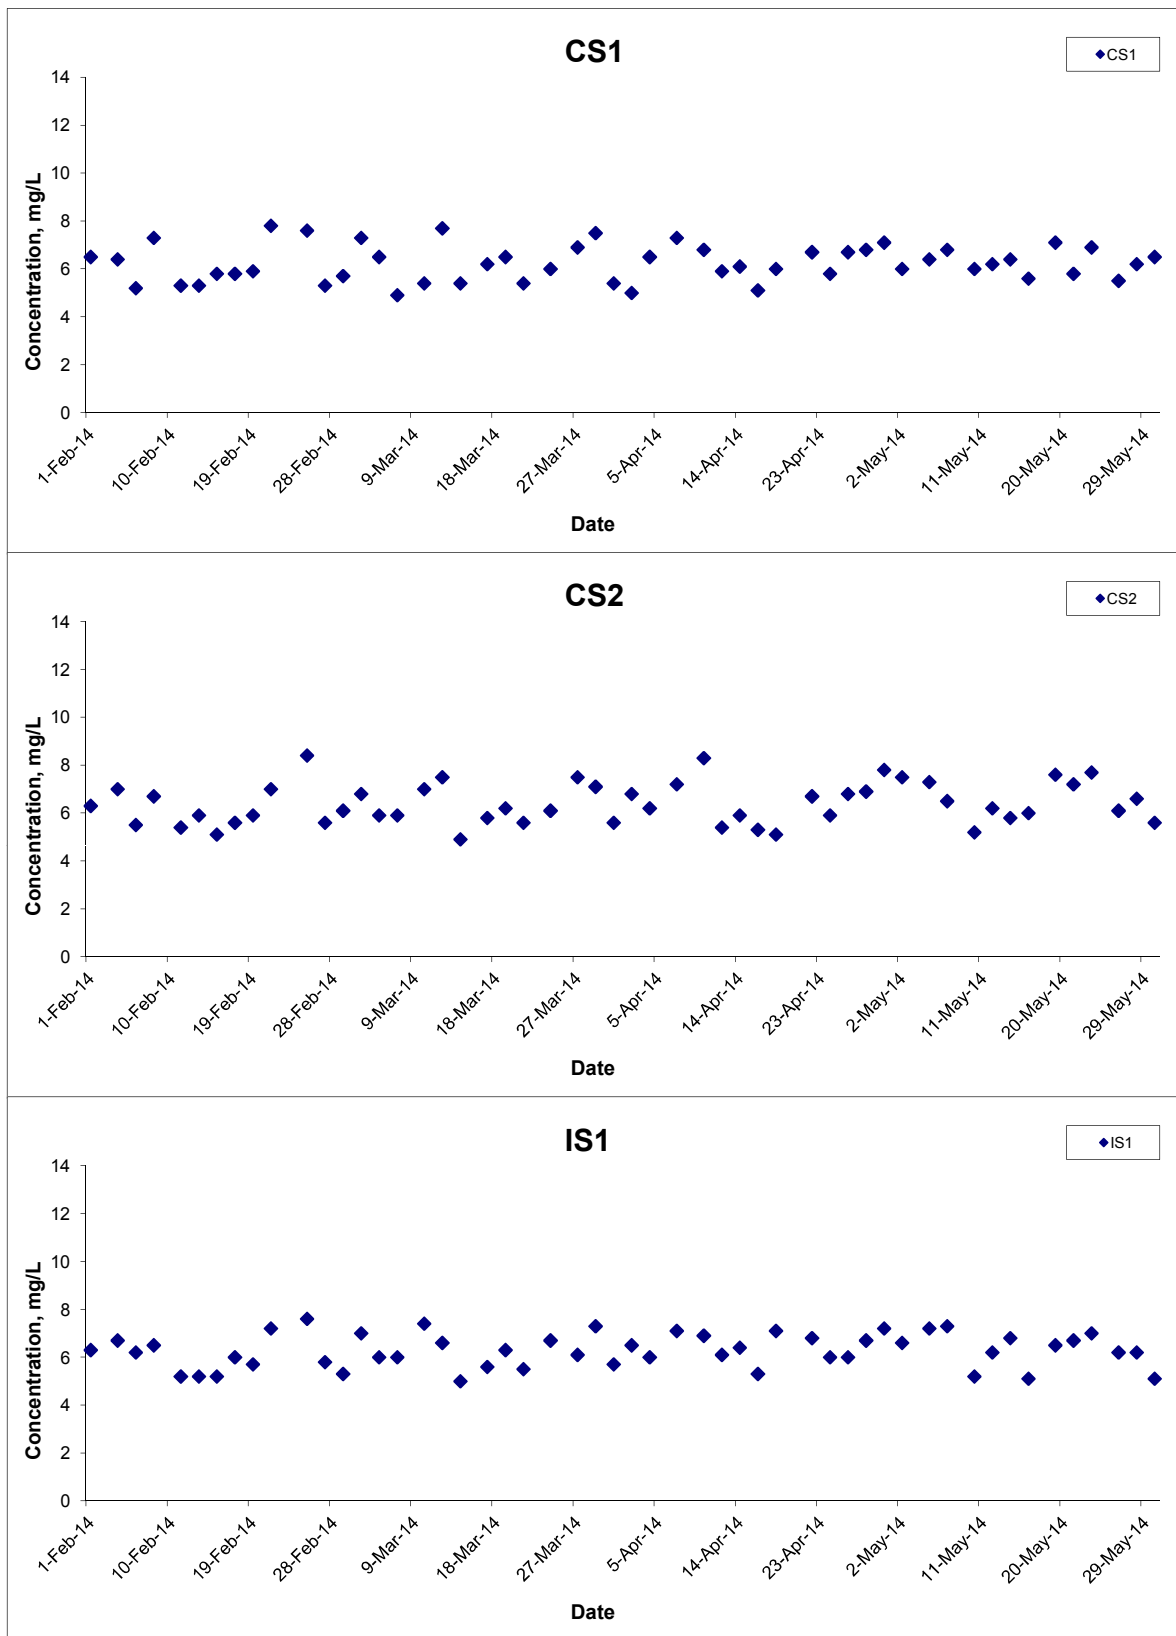 CS1
CS1
14
12
10
8
6
4
2
0
Concentration, mg/L
1-Feb-14
10-Feb-14
19-Feb-14
28-Feb-14
9-Mar-14
18-Mar-14
27-Mar-14
5-Apr-14
14-Apr-14
23-Apr-14
2-May-14
11-May-14
20-May-14
29-May-14
Date
CS2
CS2
14
12
10
8
6
4
2
0
Concentration, mg/L
1-Feb-14
10-Feb-14
19-Feb-14
28-Feb-14
9-Mar-14
18-Mar-14
27-Mar-14
5-Apr-14
14-Apr-14
23-Apr-14
2-May-14
11-May-14
20-May-14
29-May-14
Date
IS1
IS1
14
12
10
8
6
4
2
0
Concentration, mg/L
1-Feb-14
10-Feb-14
19-Feb-14
28-Feb-14
9-Mar-14
18-Mar-14
27-Mar-14
5-Apr-14
14-Apr-14
23-Apr-14
2-May-14
11-May-14
20-May-14
29-May-14
Date